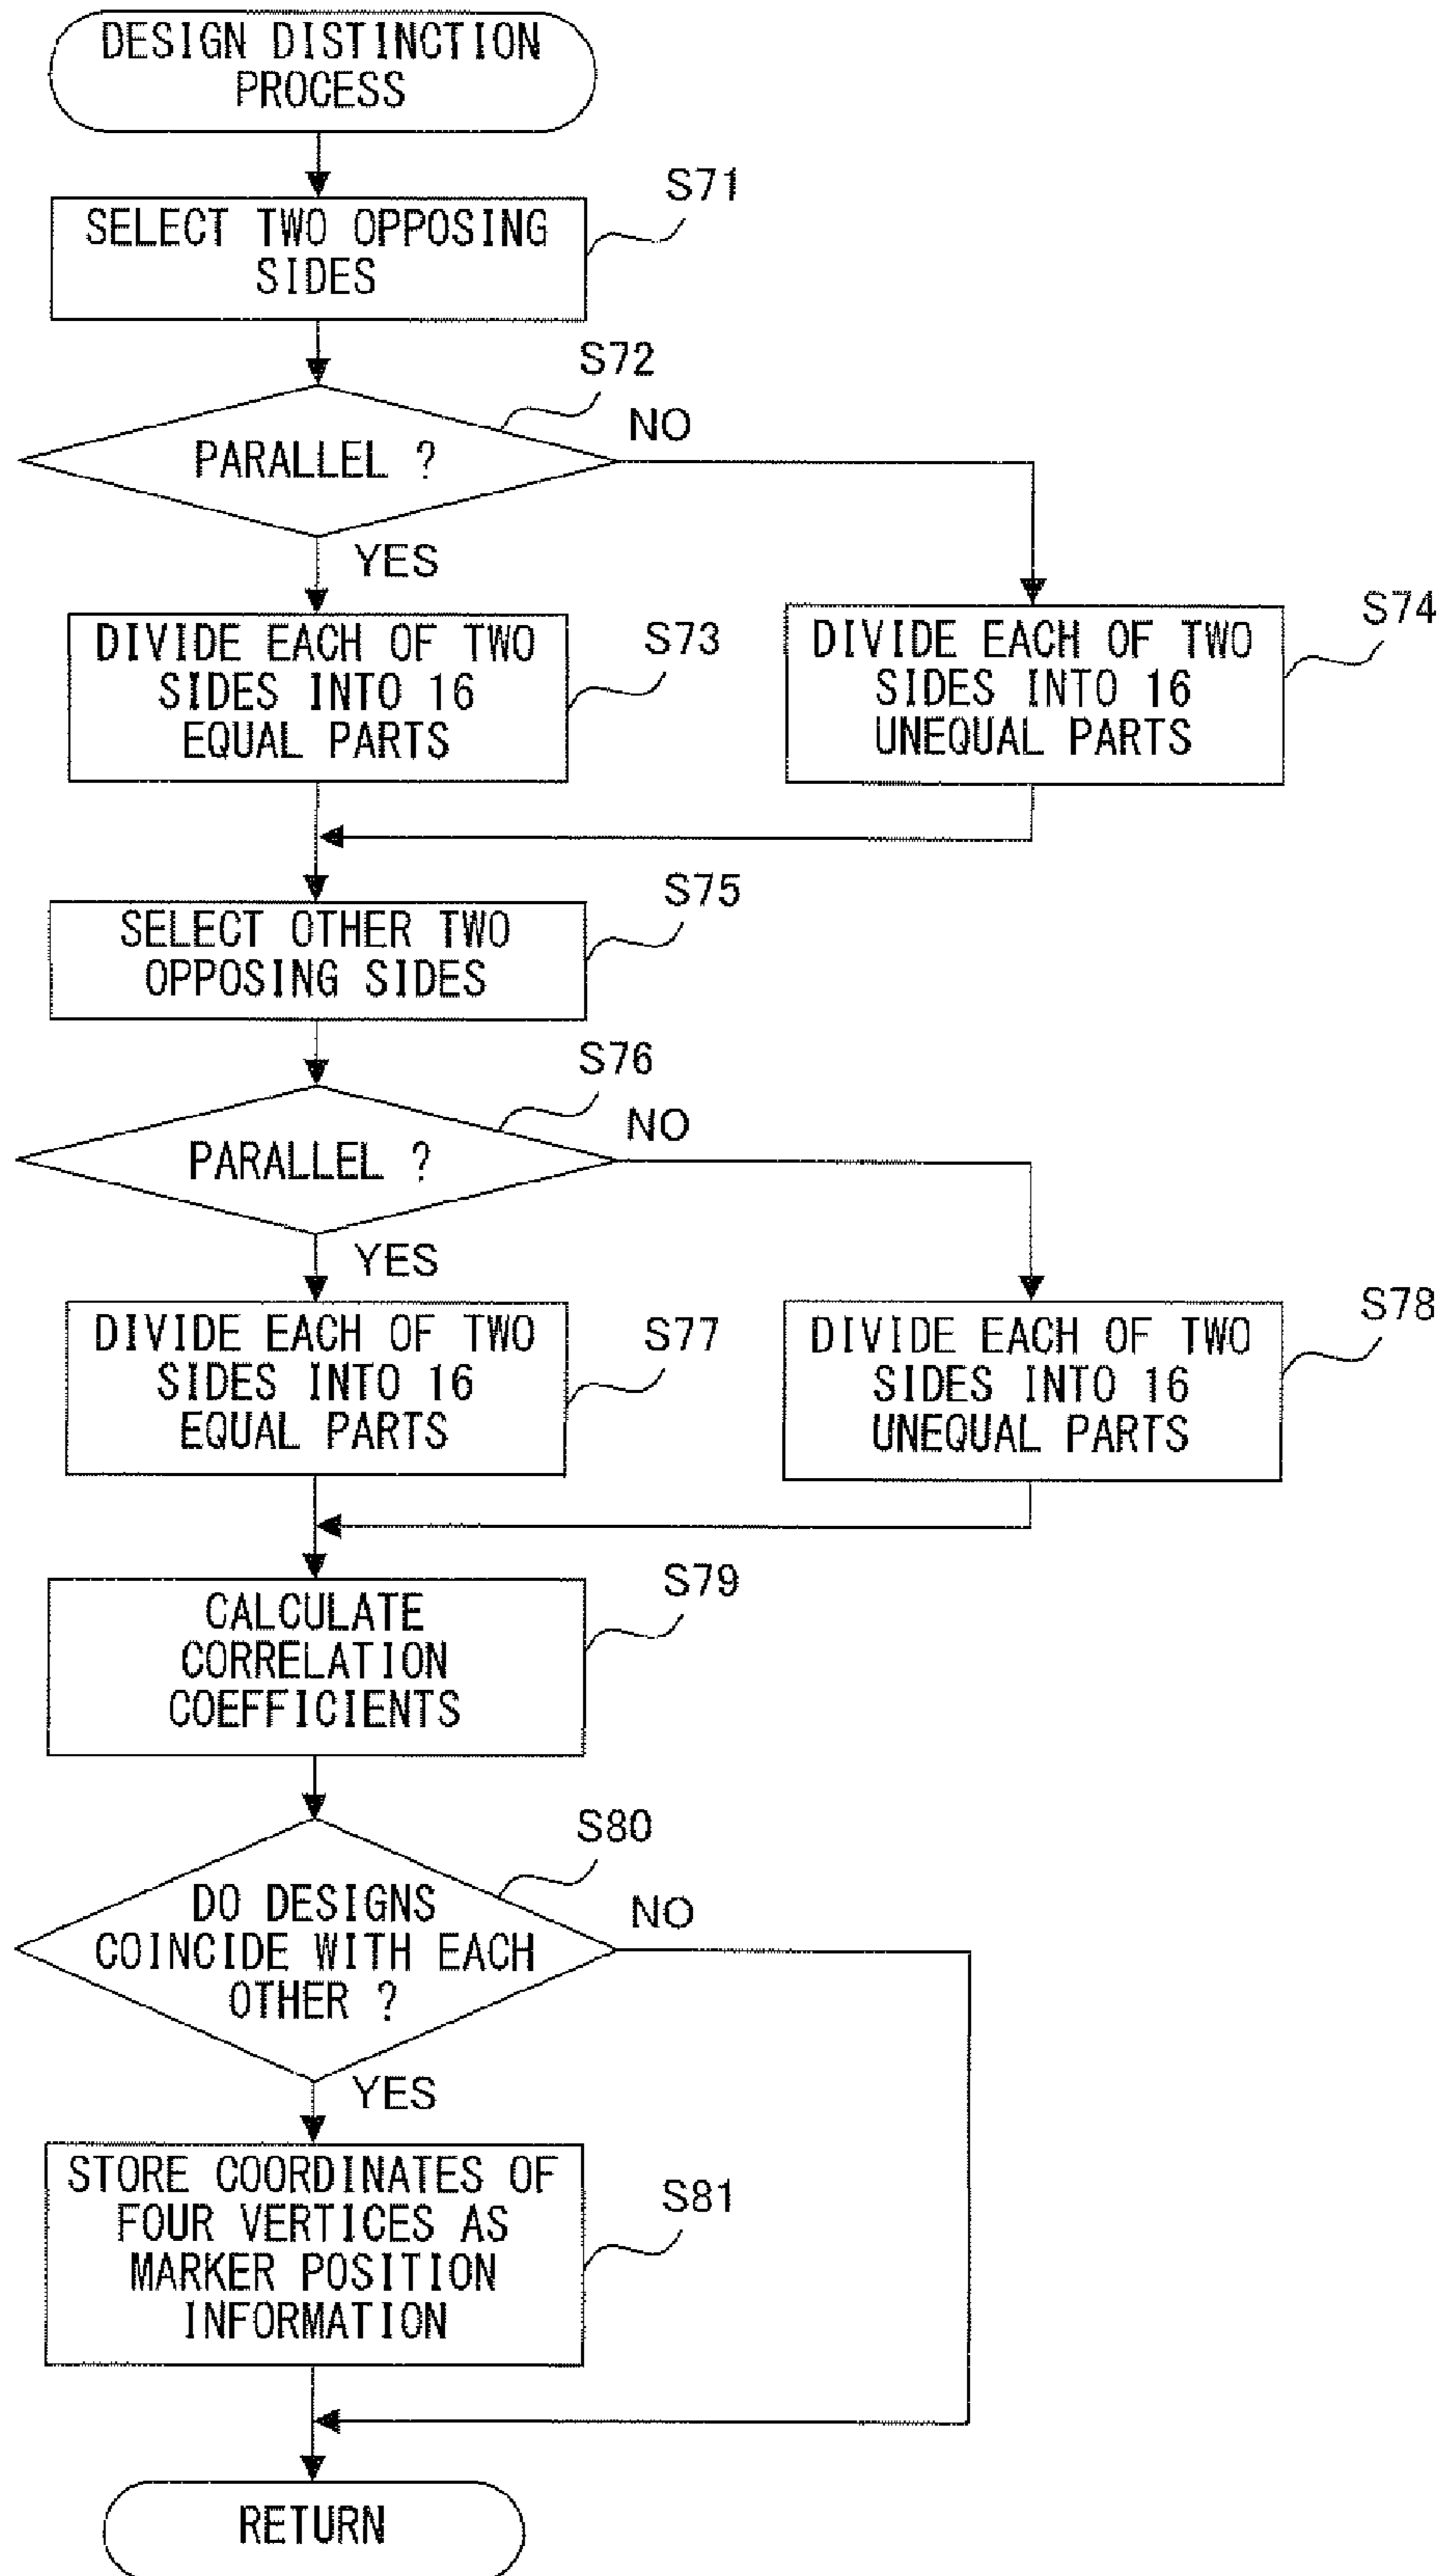 DESIGN DISTINCTION
PROCESS
S71
SELECT TWO OPPOSING
SIDES
S72
NO
PARALLEL ?
YES
S73
DIVIDE EACH OF TWO
SIDES INTO 16
EQUAL PARTS
S74
DIVIDE EACH OF TWO
SIDES INTO 16
UNEQUAL PARTS
S75
SELECT OTHER TWO
OPPOSING SIDES
S76
NO
PARALLEL ?
YES
S77
DIVIDE EACH OF TWO
SIDES INTO 16
EQUAL PARTS
S78
DIVIDE EACH OF TWO
SIDES INTO 16
UNEQUAL PARTS
S79
CALCULATE
CORRELATION
COEFFICIENTS
S80
NO
DO DESIGNS
COINCIDE WITH EACH
OTHER ?
YES
STORE COORDINATES OF
FOUR VERTICES AS
MARKER POSITION
INFORMATION
S81
RETURN